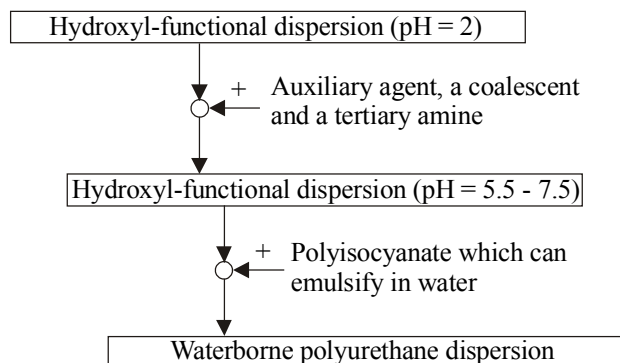 Hydroxyl-functional dispersion (pH = 2)
+ Auxiliary agent, a coalescent
and a tertiary amine
Hydroxyl-functional dispersion (pH = 5.5 - 7.5)
+ Polyisocyanate which can
emulsify in water
Waterborne polyurethane dispersion